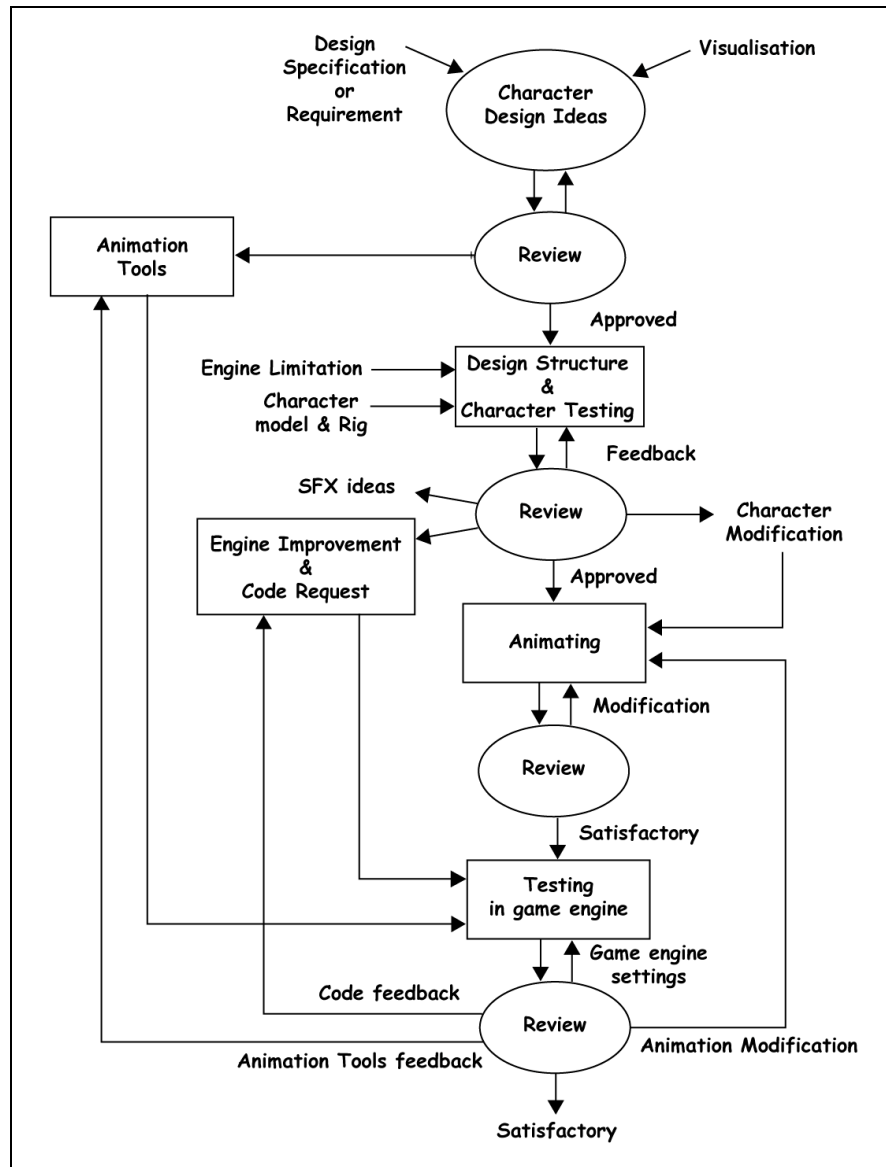 Design
Specification
or
Requirement
Visualisation
Character
Design Ideas
Animation
Tools
Review
Approved
Engine Limitation
Character
model & Rig
Design Structure
&
Character Testing
Feedback
SFX ideas
Review
Character
Modification
Engine Improvement
&
Code Request
Approved
Animating
Modification
Review
Satisfactory
Testing
in game engine
Game engine
settings
Code feedback
Review
Animation Tools feedback
Animation Modification
Satisfactory